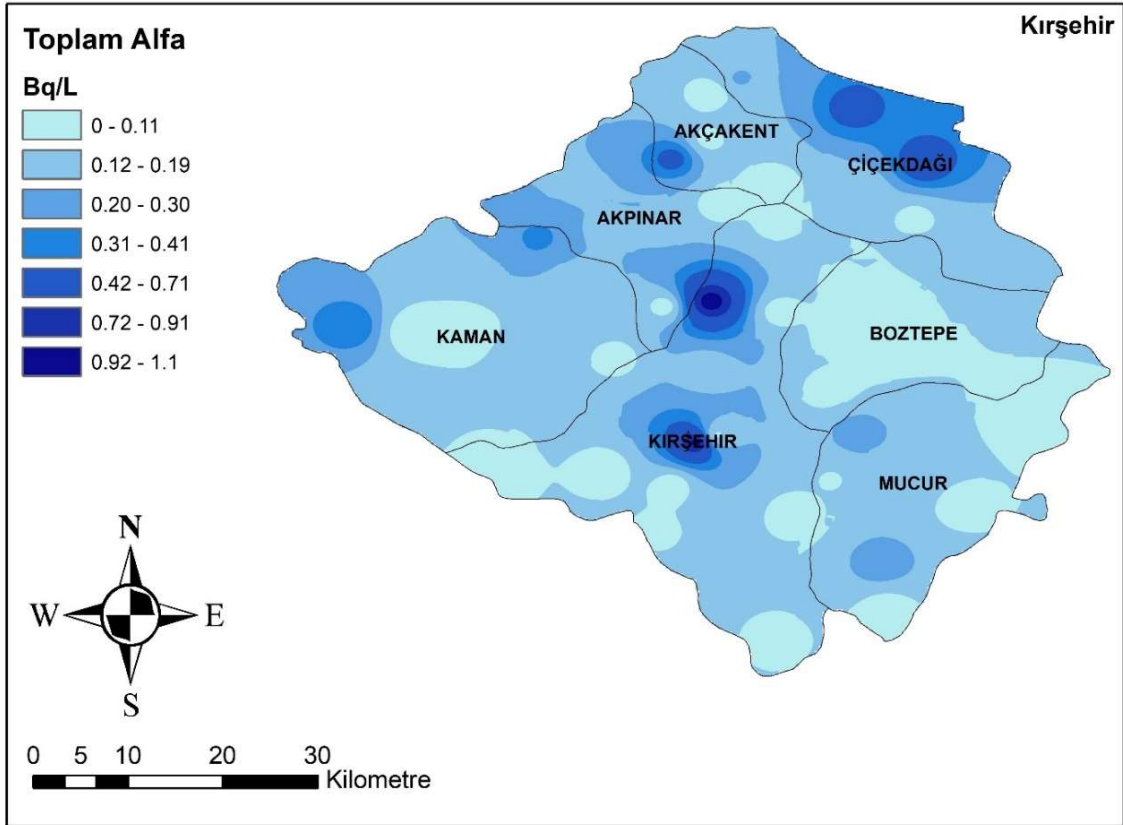 Kırşehir
Toplam Alfa
Bq/L
0 - 0.11
0.12 - 0.19
0.20 - 0.30
0.31 - 0.41
0.42 - 0.71
0.72 - 0.91
0.92 - 1.1
AKÇAKENT
ÇİÇEKDAĞI
AKPINAR
KAMAN
BOZTEPE
KIRŞEHIR
MUCUR
N
W E
S
0 5 10 20 30
Kilometre